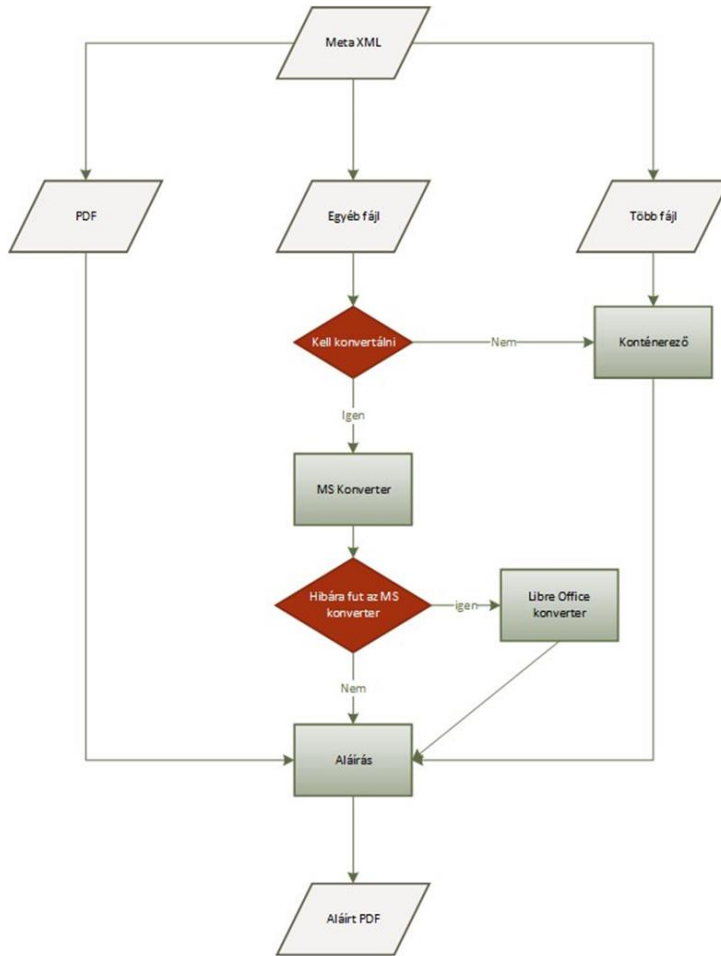 Meta XML
PDF
Egyéb fájl
Több fájl
Kell konvertálni
Nem
Konténerező
Igen
MS Konverter
Hibára fut az MS
konverter
igen
Libre Office
konverter
Nem
Aláírás
Aláírt PDF